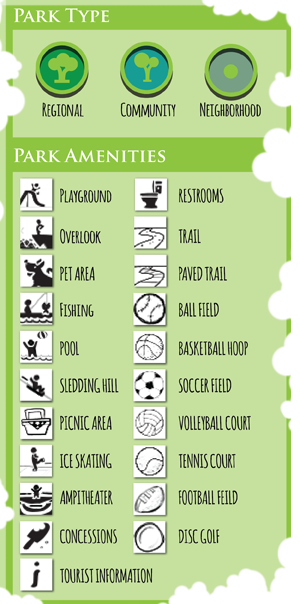 Park Type
Regional
Community
Neighborhood
Park Amenities
Playground
Restrooms
Overlook
Trail
Pet Area
Paved Trail
Fishing
Ball Field
Pool
Basketball Hoop
Sledding Hill
Soccer Field
Picnic Area
Volleyball Court
Ice Skating
Tennis Court
Ampitheater
Football Feild
Concessions
Disc Golf
i
Tourist Information